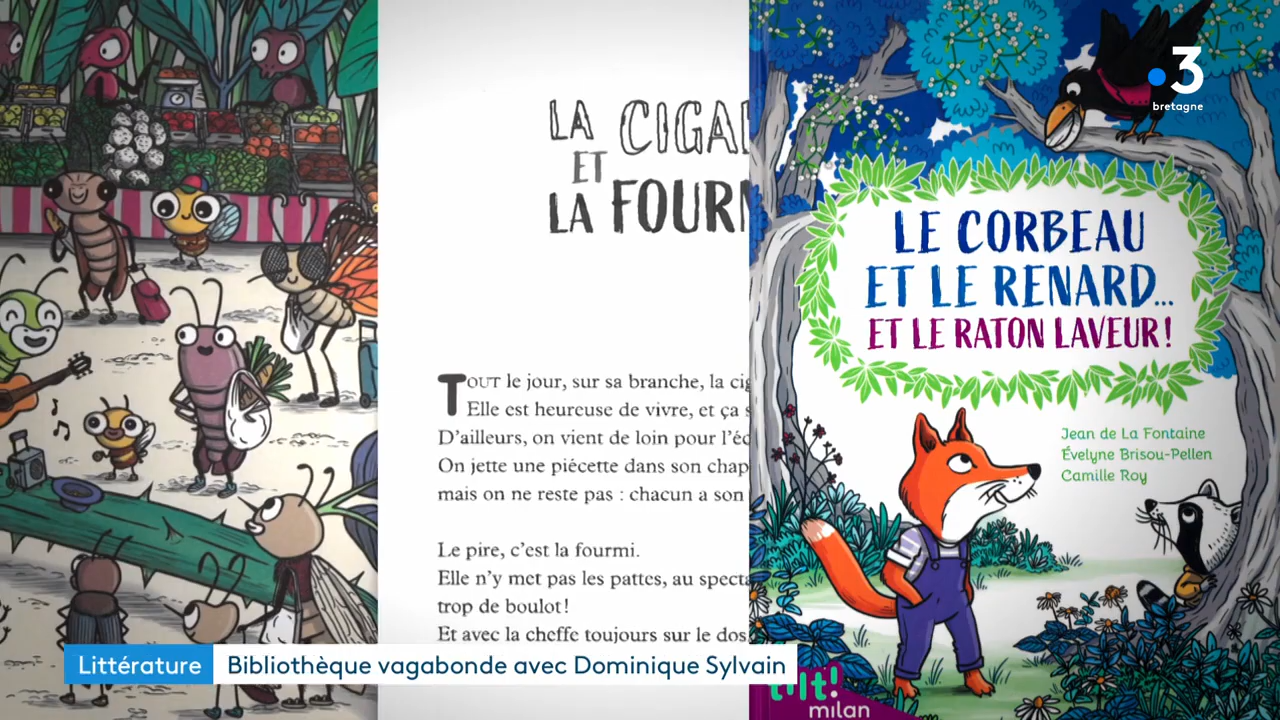 LA CIGA
ET
LA FOUR
TOUT le jour, sur sa branche, la cig
Elle est heureuse de vivre, et ça s
D'ailleurs, on vient de loin pour l'éc
On jette une piécette dans son chap
mais on ne reste pas : chacun a son
Le pire, c'est la fourmi.
Elle n'y met pas les pattes, au specta
trop de boulot !
Et avec la cheffe toujours sur le dos
3
bretagne
LE CORBEAU
ET LE RENARD...
ET LE RATON LAVEUR !
Jean de La Fontaine
Évelyne Brisou-Pellen
Camille Roy
tilt!
milan
Littérature
Bibliothèque vagabonde avec Dominique Sylvain